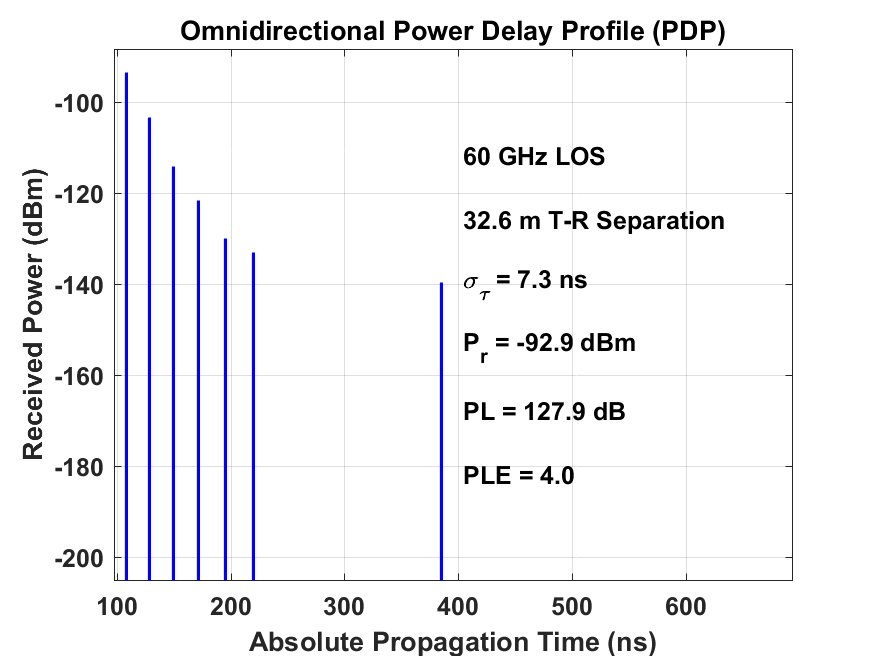 Omnidirectional Power Delay Profile (PDP)
Received Power (dBm)
-100
-120
-140
-160
-180
-200
60 GHz LOS
32.6 m T-R Separation
σ_τ = 7.3 ns
P_r = -92.9 dBm
PL = 127.9 dB
PLE = 4.0
100 200 300 400 500 600
Absolute Propagation Time (ns)